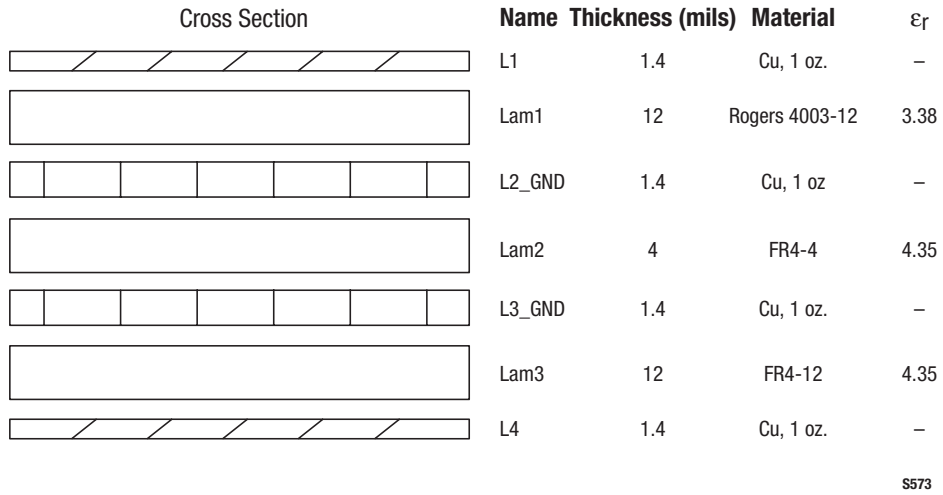 Cross Section Name Thickness (mils) Material εr
L1 1.4 Cu, 1 oz. –
Lam1 12 Rogers 4003-12 3.38
L2_GND 1.4 Cu, 1 oz –
Lam2 4 FR4-4 4.35
L3_GND 1.4 Cu, 1 oz. –
Lam3 12 FR4-12 4.35
L4 1.4 Cu, 1 oz. –
S573